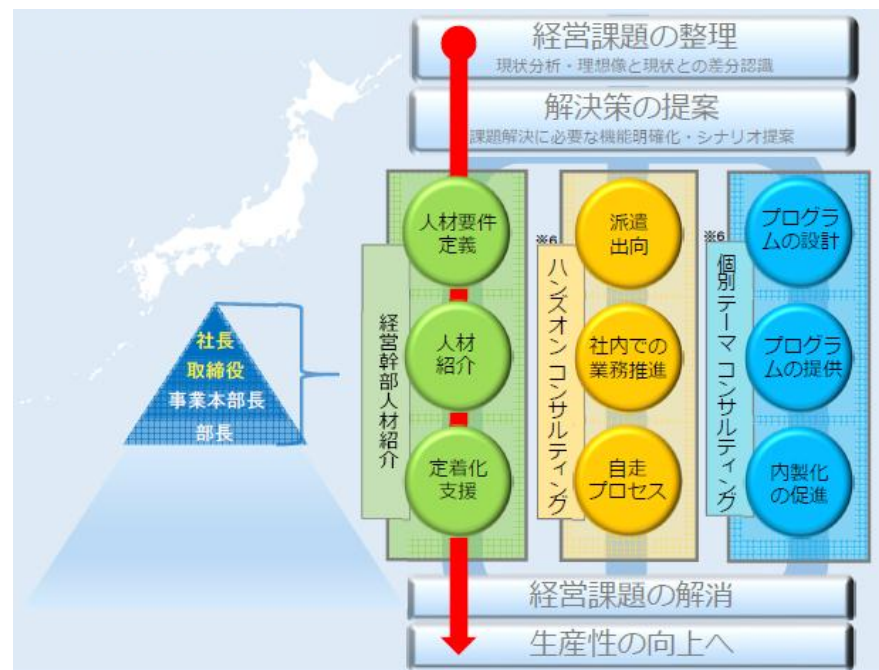 経営課題の整理
現状分析・理想像と現状との差分認識
解決策の提案
課題解決に必要な機能明確化・シナリオ提案
社長
取締役
事業本部長
部長
経営幹部人材紹介
人材要件
定義
人材
紹介
定着化
支援
※6
ハンズオン コンサルティング
派遣
出向
社内での
業務推進
自走
プロセス
※6
個別テーマ コンサルティング
プログラ
ムの設計
プログラ
ムの提供
内製化
の促進
経営課題の解消
生産性の向上へ